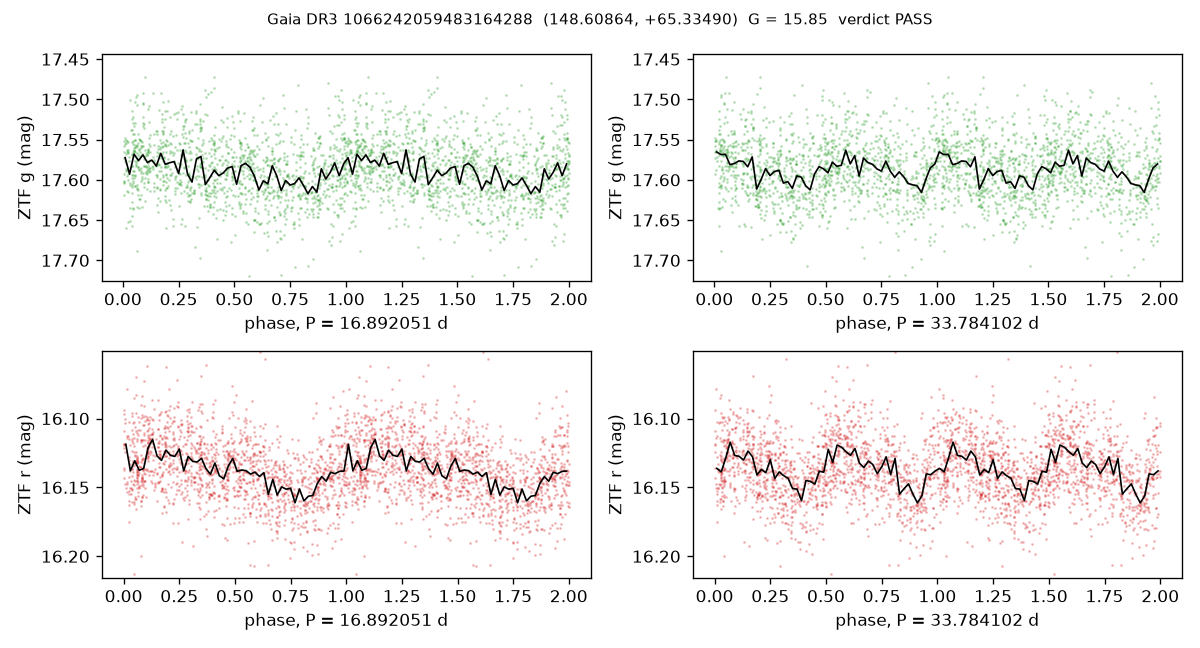 Gaia DR3 1066242059483164288 (148.60864, +65.33490) G = 15.85 verdict PASS
17.45
17.50
17.55
17.60
17.65
17.70
ZTF g (mag)
0.00 0.25 0.50 0.75 1.00 1.25 1.50 1.75 2.00
phase, P = 16.892051 d
17.45
17.50
17.55
17.60
17.65
17.70
ZTF g (mag)
0.00 0.25 0.50 0.75 1.00 1.25 1.50 1.75 2.00
phase, P = 33.784102 d
16.10
16.15
16.20
ZTF r (mag)
0.00 0.25 0.50 0.75 1.00 1.25 1.50 1.75 2.00
phase, P = 16.892051 d
16.10
16.15
16.20
ZTF r (mag)
0.00 0.25 0.50 0.75 1.00 1.25 1.50 1.75 2.00
phase, P = 33.784102 d